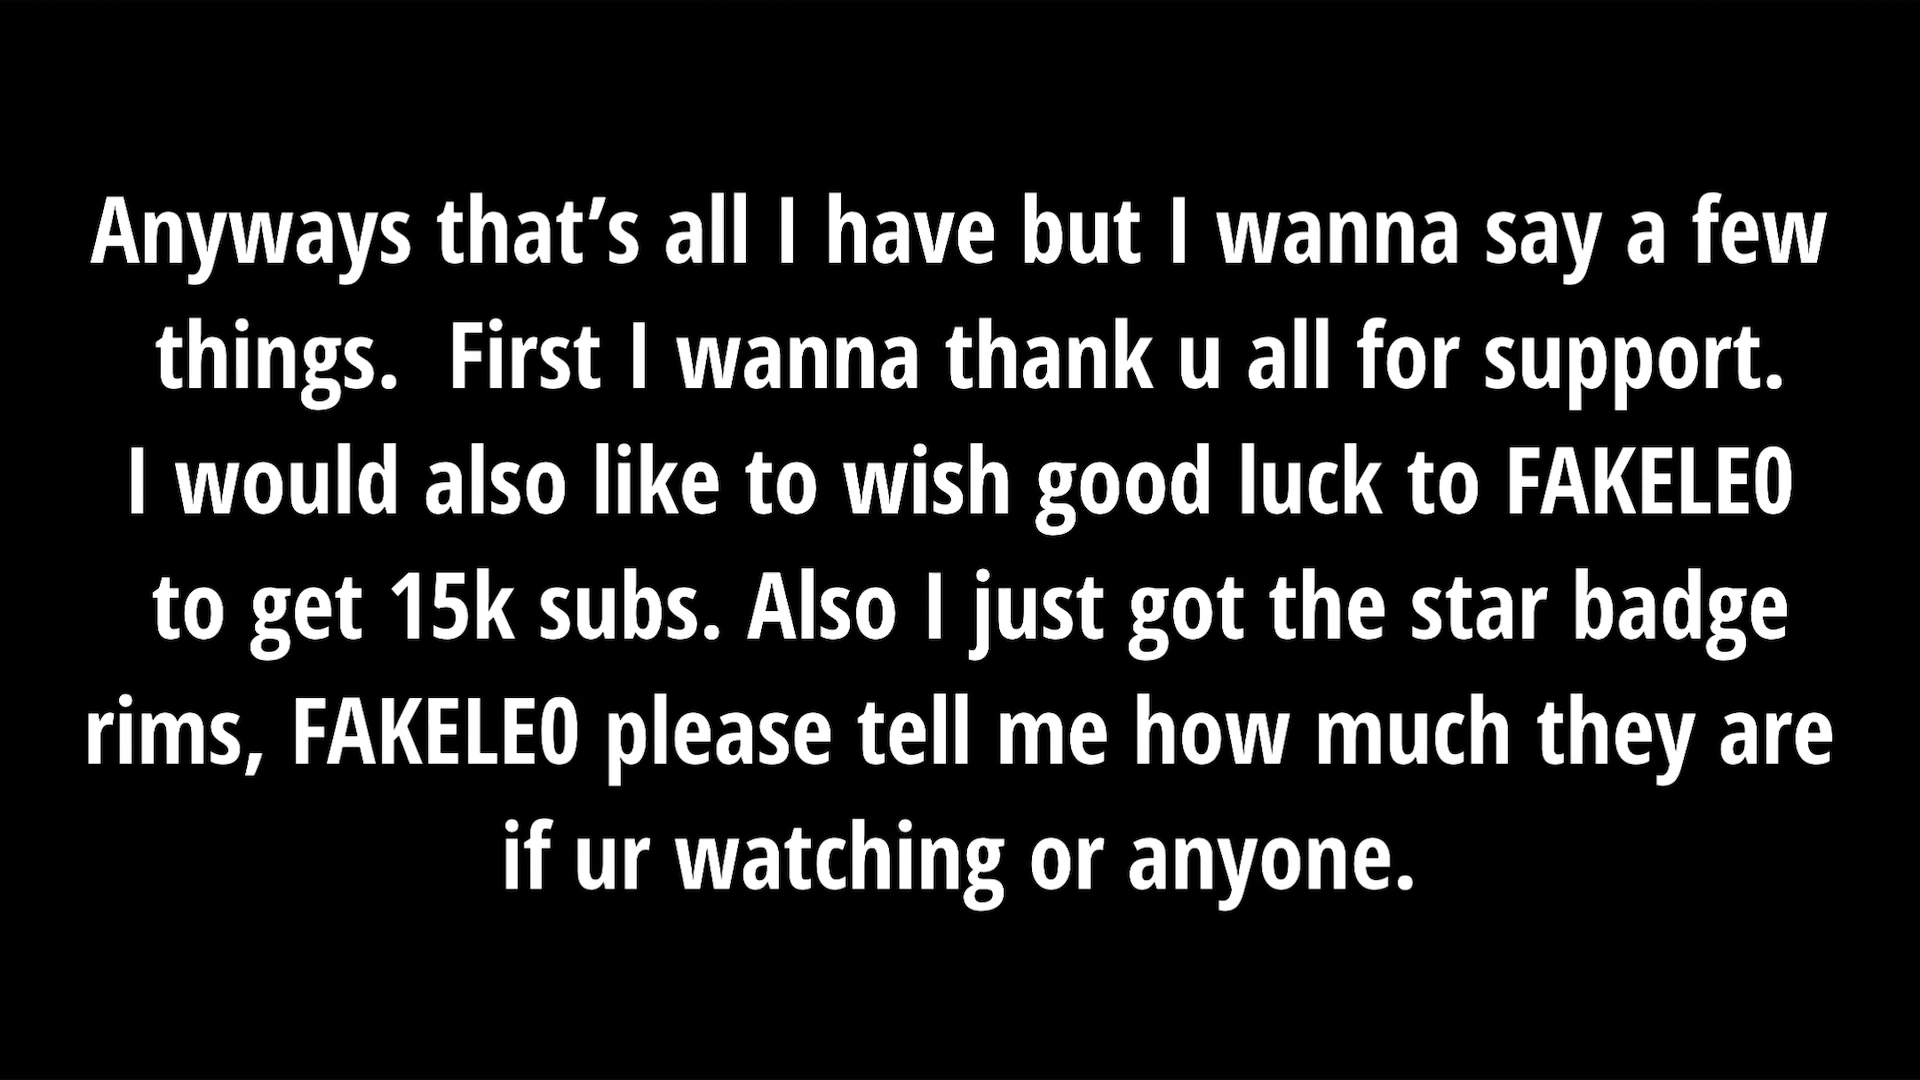 Anyways that’s all I have but I wanna say a few
things.  First I wanna thank u all for support.
I would also like to wish good luck to FAKELE0
to get 15k subs. Also I just got the star badge
rims, FAKELE0 please tell me how much they are
if ur watching or anyone.